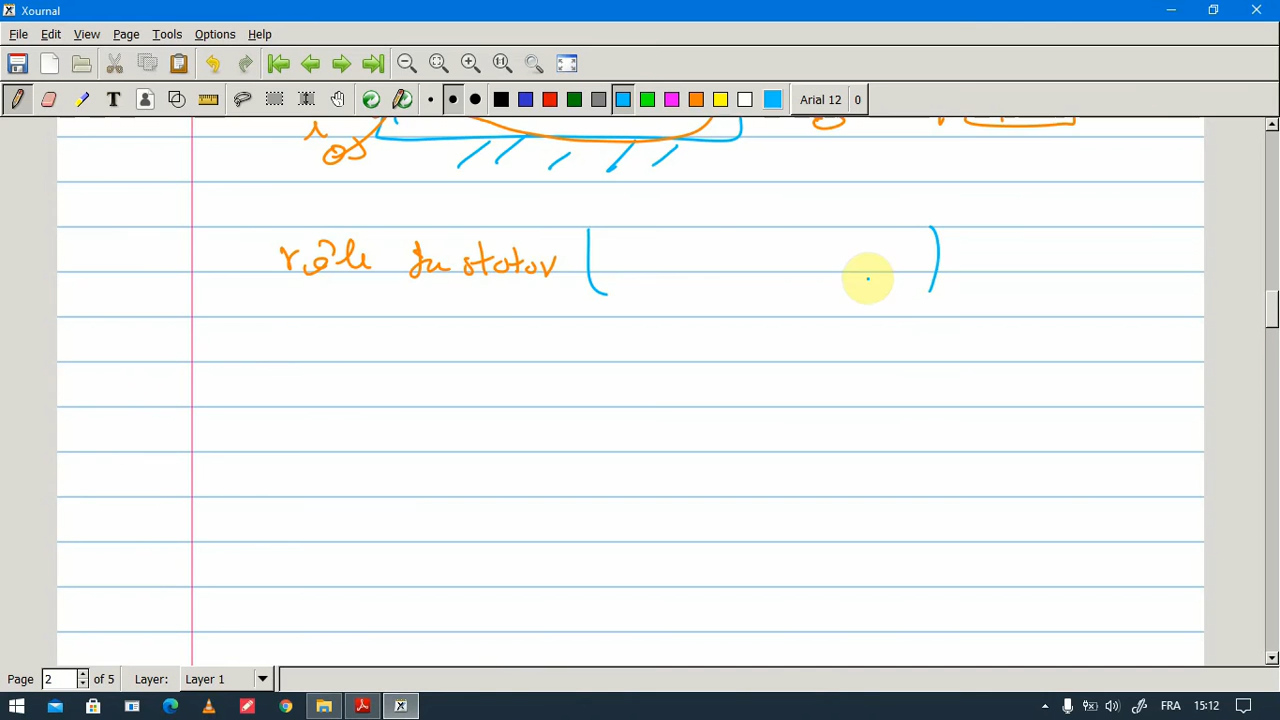 Xournal
File Edit View Page Tools Options Help
Arial 12 0
rôle du stator ( )
Page 2 of 5 Layer: Layer 1
FRA 15:12